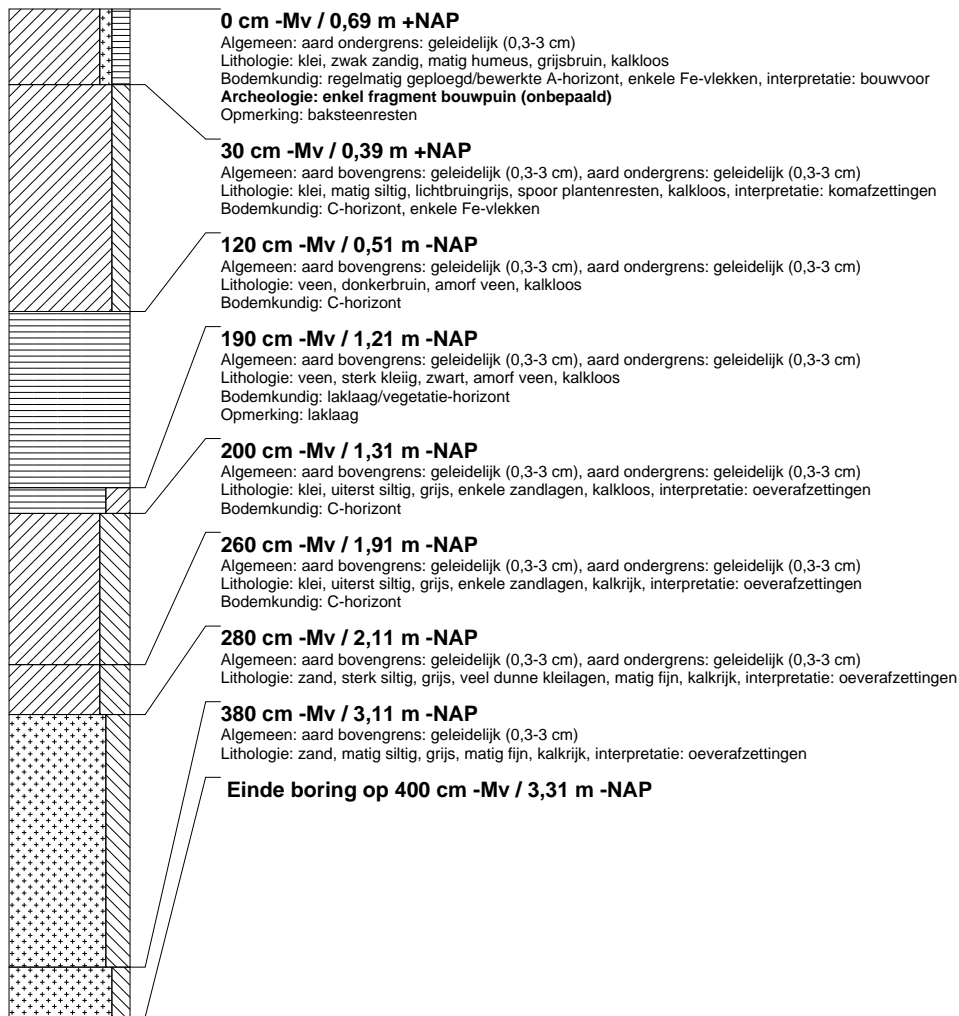 0 cm -Mv / 0,69 m +NAP
Algemeen: aard ondergrens: geleidelijk (0,3-3 cm)
Lithologie: klei, zwak zandig, matig humeus, grijsbruin, kalkloos
Bodemkundig: regelmatig geploegd/bewerkte A-horizont, enkele Fe-vlekken, interpretatie: bouwvoor
Archeologie: enkel fragment bouwpuin (onbepaald)
Opmerking: baksteenresten
30 cm -Mv / 0,39 m +NAP
Algemeen: aard bovengrens: geleidelijk (0,3-3 cm), aard ondergrens: geleidelijk (0,3-3 cm)
Lithologie: klei, matig siltig, lichtbruingrijs, spoor plantenresten, kalkloos, interpretatie: komafzettingen
Bodemkundig: C-horizont, enkele Fe-vlekken
120 cm -Mv / 0,51 m -NAP
Algemeen: aard bovengrens: geleidelijk (0,3-3 cm), aard ondergrens: geleidelijk (0,3-3 cm)
Lithologie: veen, donkerbruin, amorf veen, kalkloos
Bodemkundig: C-horizont
190 cm -Mv / 1,21 m -NAP
Algemeen: aard bovengrens: geleidelijk (0,3-3 cm), aard ondergrens: geleidelijk (0,3-3 cm)
Lithologie: veen, sterk kleiig, zwart, amorf veen, kalkloos
Bodemkundig: laklaag/vegetatie-horizont
Opmerking: laklaag
200 cm -Mv / 1,31 m -NAP
Algemeen: aard bovengrens: geleidelijk (0,3-3 cm), aard ondergrens: geleidelijk (0,3-3 cm)
Lithologie: klei, uiterst siltig, grijs, enkele zandlagen, kalkloos, interpretatie: oeverafzettingen
Bodemkundig: C-horizont
260 cm -Mv / 1,91 m -NAP
Algemeen: aard bovengrens: geleidelijk (0,3-3 cm), aard ondergrens: geleidelijk (0,3-3 cm)
Lithologie: klei, uiterst siltig, grijs, enkele zandlagen, kalkrijk, interpretatie: oeverafzettingen
Bodemkundig: C-horizont
280 cm -Mv / 2,11 m -NAP
Algemeen: aard bovengrens: geleidelijk (0,3-3 cm), aard ondergrens: geleidelijk (0,3-3 cm)
Lithologie: zand, sterk siltig, grijs, veel dunne kleilagen, matig fijn, kalkrijk, interpretatie: oeverafzettingen
380 cm -Mv / 3,11 m -NAP
Algemeen: aard bovengrens: geleidelijk (0,3-3 cm)
Lithologie: zand, matig siltig, grijs, matig fijn, kalkrijk, interpretatie: oeverafzettingen
Einde boring op 400 cm -Mv / 3,31 m -NAP